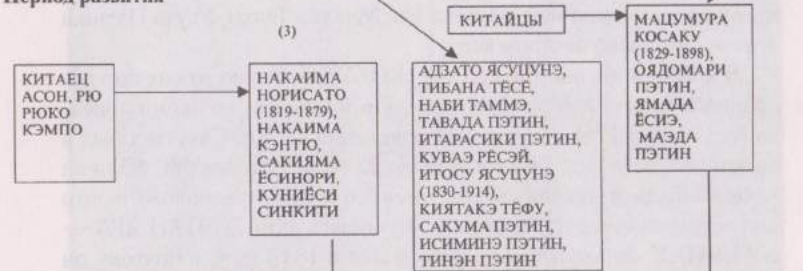 Период развития
(3)
КИТАЙЦЫ
МАЦУМУРА
КОСАКУ
(1829-1898),
ОЯДОМАРИ
ПЭТИН,
ЯМАДА
ЁСИЭ,
МАЭДА
ПЭТИН
КИТАЕЦ
АСОН, РЮ
РЮКО
КЭМПО
НАКАИМА
НОРИСАТО
(1819-1879),
НАКАИМА
КЭНТЮ,
САКИЯМА
ЁСИНОРИ,
КУНИЁСИ
СИНКИТИ
АДЗАТО ЯСУЦУНЭ,
ТИБАНА ТЁСЁ,
НАБИ ТАММЭ,
ТАВАДА ПЭТИН,
ИТАРАСИКИ ПЭТИН,
КУВАЭ РЁСЭЙ,
ИТОСУ ЯСУЦУНЭ
(1830-1914),
КИЯТАКЭ ТЁФУ,
САКУМА ПЭТИН,
ИСИМИНЭ ПЭТИН,
ТИНЭН ПЭТИН